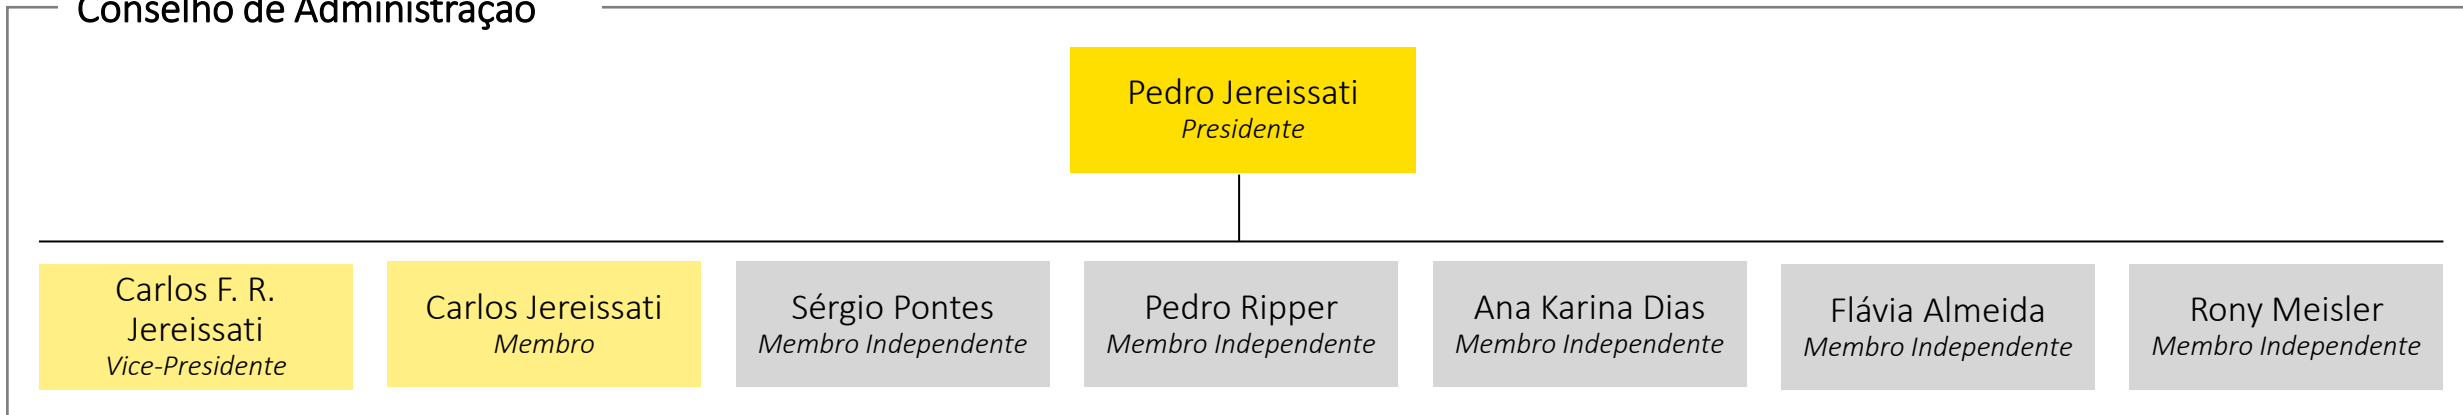 Conselho de Administração
Pedro Jereissati
Presidente
Carlos F. R.
Jereissati
Vice-Presidente
Carlos Jereissati
Membro
Sérgio Pontes
Membro Independente
Pedro Ripper
Membro Independente
Ana Karina Dias
Membro Independente
Flávia Almeida
Membro Independente
Rony Meisler
Membro Independente